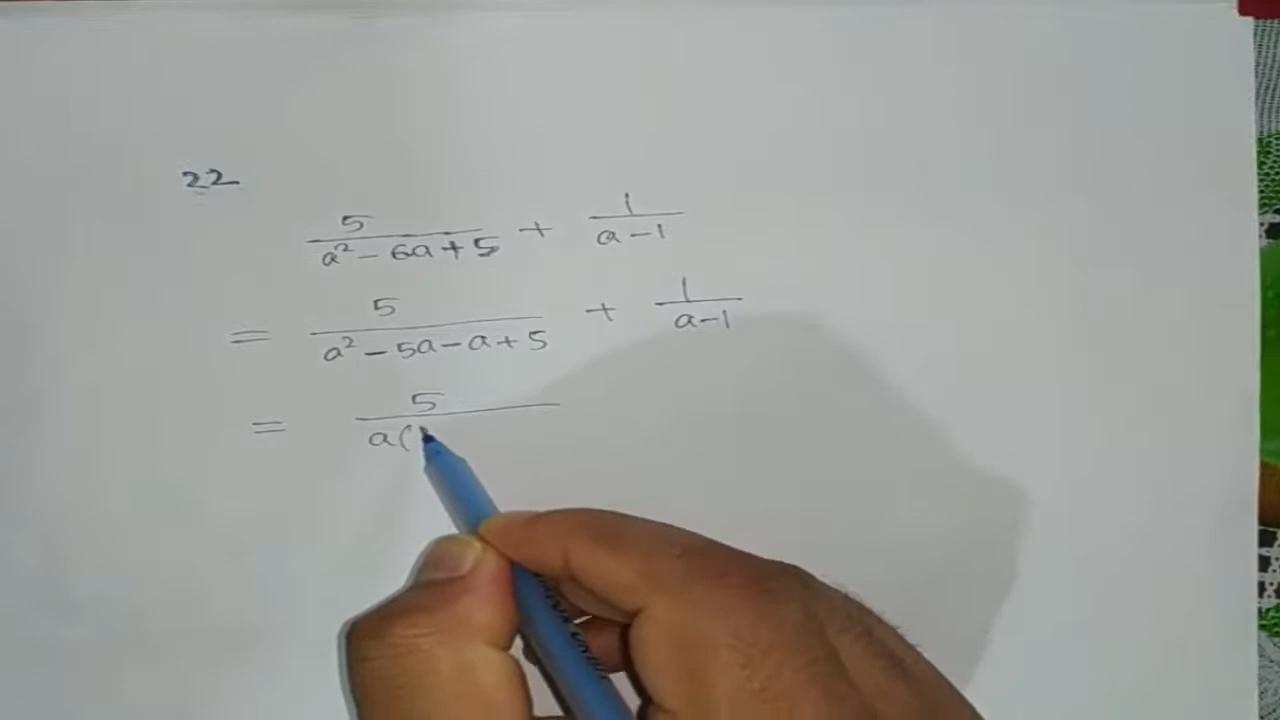 22
5/(a² - 6a + 5) + 1/(a - 1)
= 5/(a² - 5a - a + 5) + 1/(a - 1)
= 5/a(